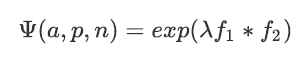 Ψ(a, p, n) = exp(λf₁ * f₂)